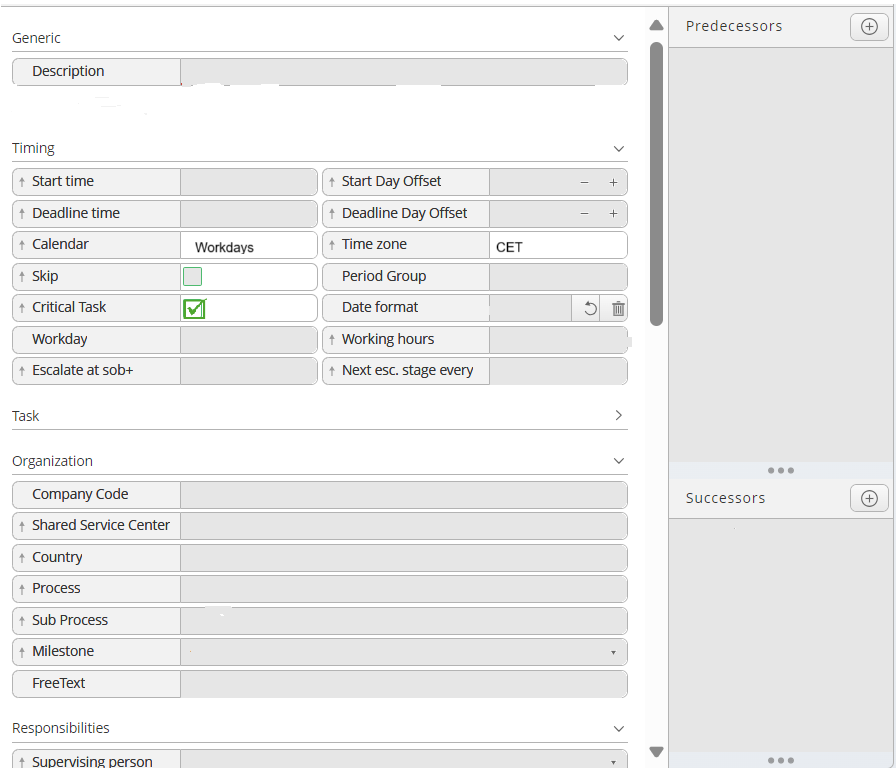 Generic
Description
Timing
Start time Start Day Offset − +
Deadline time Deadline Day Offset − +
Calendar Workdays Time zone CET
Skip Period Group
Critical Task Date format
Workday Working hours
Escalate at sob+ Next esc. stage every
Task
Organization
Company Code
Shared Service Center
Country
Process
Sub Process
Milestone
FreeText
Responsibilities
Supervising person
Predecessors
Successors